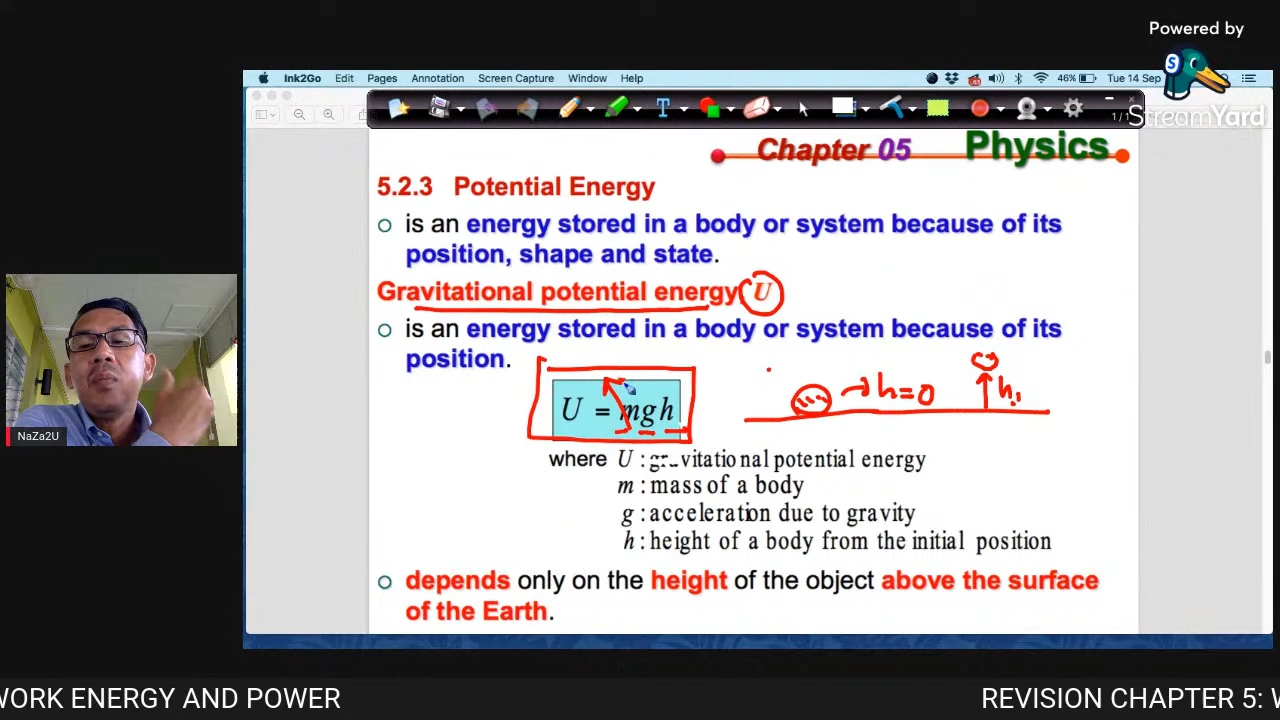 Powered by
StreamYard
Ink2Go Edit Pages Annotation Screen Capture Window Help 46% Tue 14 Sep
T
1 / 1
Chapter 05 Physics
5.2.3 Potential Energy
is an energy stored in a body or system because of its
position, shape and state.
Gravitational potential energy U
is an energy stored in a body or system because of its
position.
U = mgh
h=0
h₁
where U : gravitational potential energy
m : mass of a body
g : acceleration due to gravity
h : height of a body from the initial position
depends only on the height of the object above the surface
of the Earth.
NaZa2U
WORK ENERGY AND POWER REVISION CHAPTER 5: W